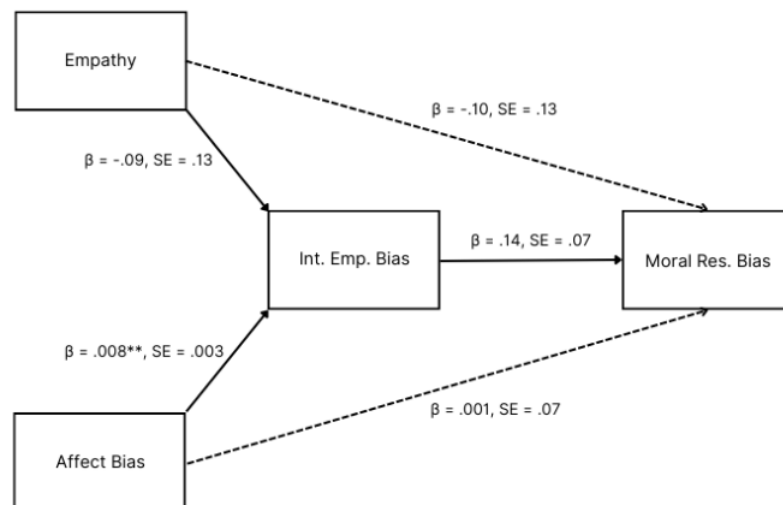 Empathy
β = -.10, SE = .13
β = -.09, SE = .13
β = .14, SE = .07
Int. Emp. Bias
Moral Res. Bias
β = .008**, SE = .003
β = .001, SE = .07
Affect Bias